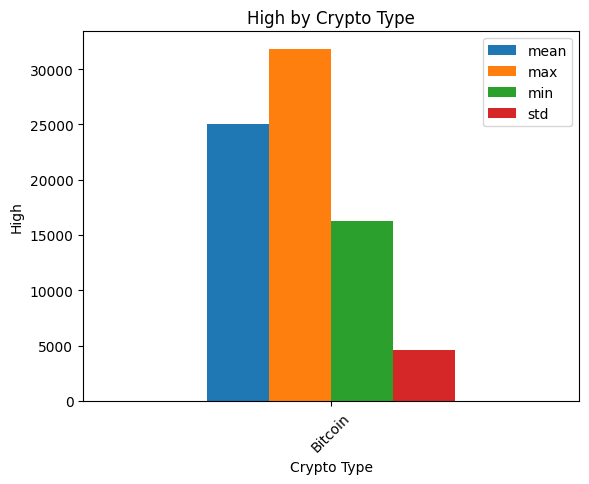 High by Crypto Type
mean
max
min
std
30000
25000
20000
15000
10000
5000
0
High
Bitcoin
Crypto Type